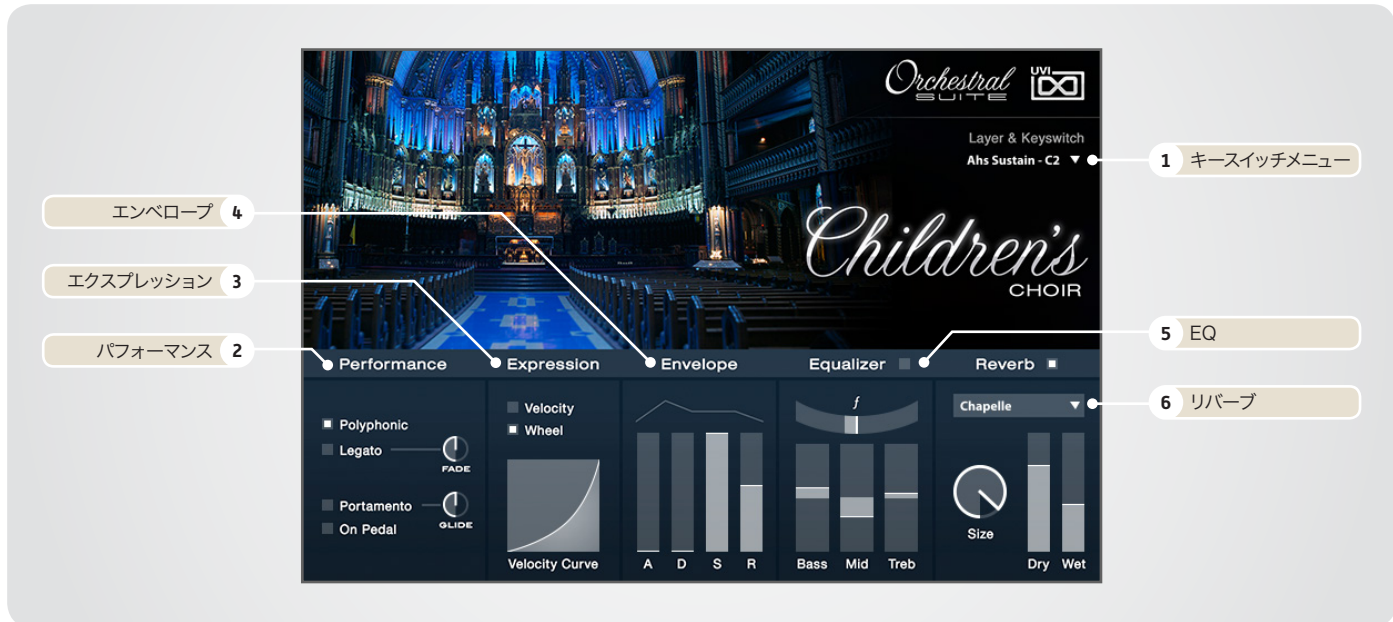 Orchestral
SUITE
UVI
Layer & Keyswitch
Ahs Sustain - C2
1 キースイッチメニュー
エンベロープ 4
エクスプレッション 3
パフォーマンス 2
Children's
CHOIR
5 EQ
6 リバーブ
Performance
Expression
Envelope
Equalizer
Reverb
Polyphonic
Legato
FADE
Portamento
On Pedal
GLIDE
Velocity
Wheel
Velocity Curve
A D S R
f
Bass Mid Treb
Chapelle
Size
Dry Wet